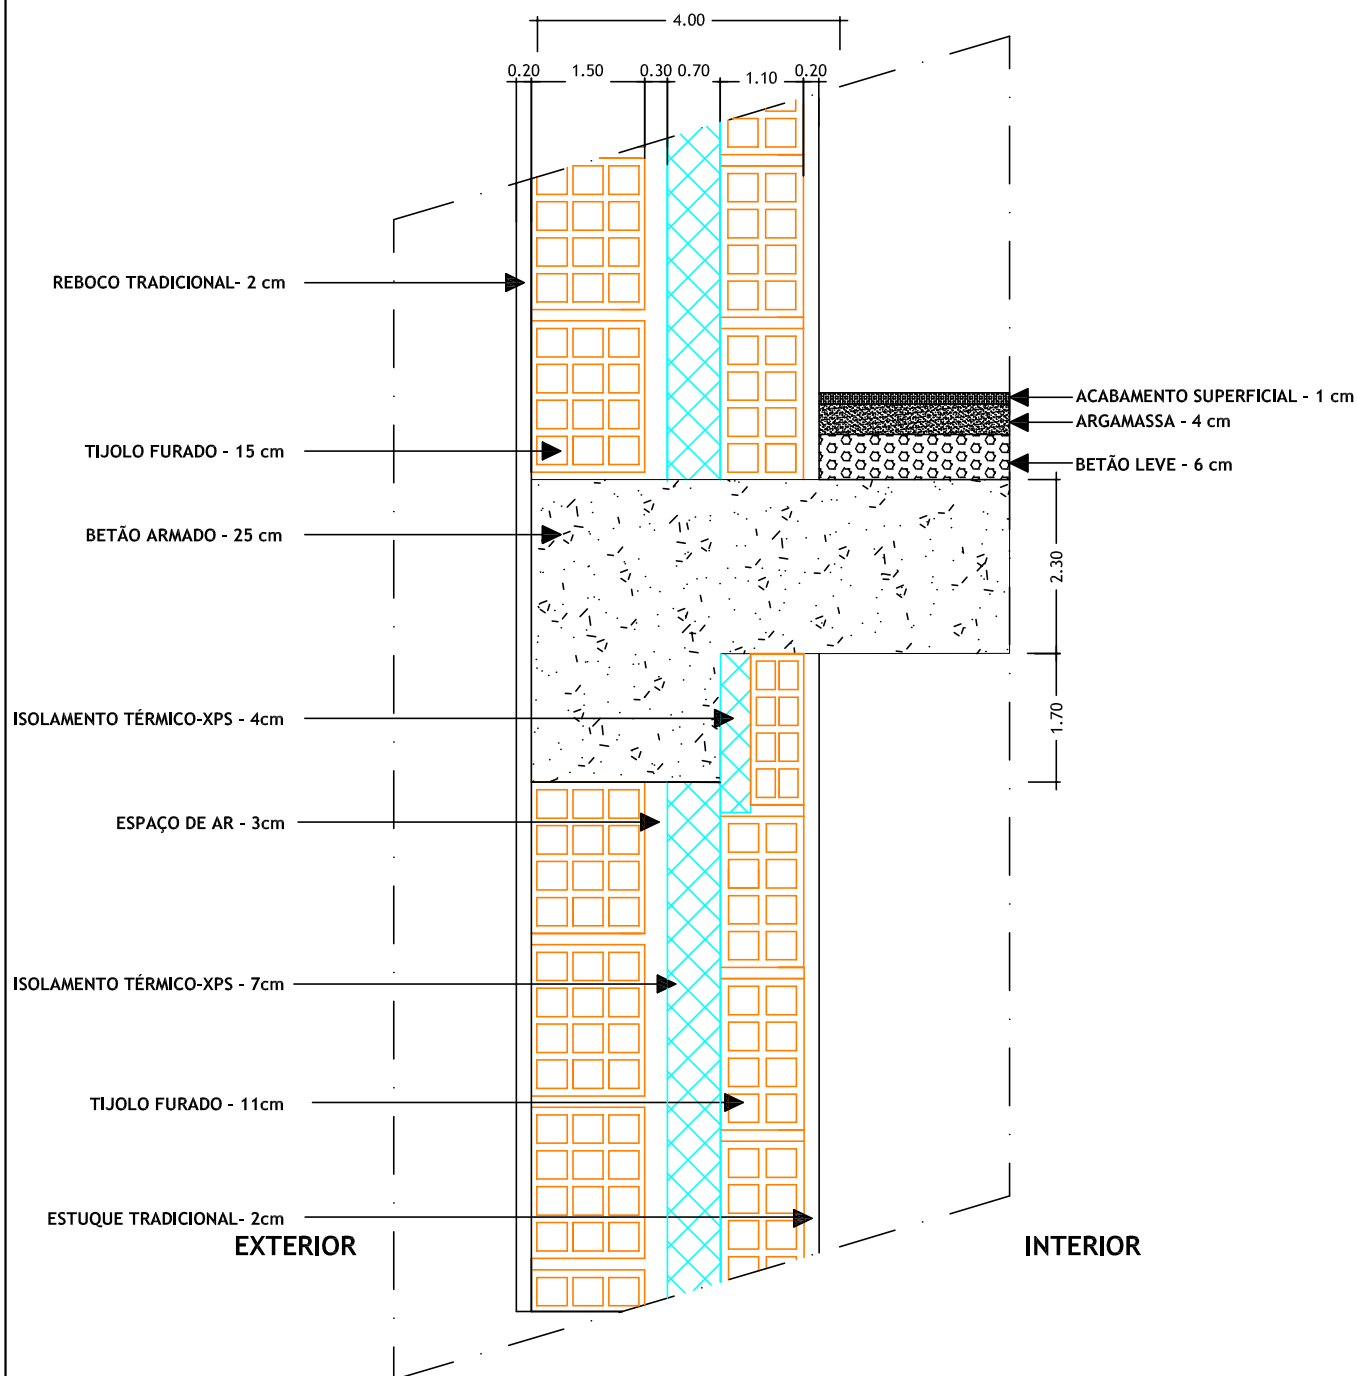 4.00
0.20 1.50 0.30 0.70 1.10 0.20
REBOCO TRADICIONAL- 2 cm
ACABAMENTO SUPERFICIAL - 1 cm
ARGAMASSA - 4 cm
TIJOLO FURADO - 15 cm
BETÃO LEVE - 6 cm
BETÃO ARMADO - 25 cm
2.30
ISOLAMENTO TÉRMICO-XPS - 4cm
1.70
ESPAÇO DE AR - 3cm
ISOLAMENTO TÉRMICO-XPS - 7cm
TIJOLO FURADO - 11cm
ESTUQUE TRADICIONAL- 2cm
EXTERIOR
INTERIOR